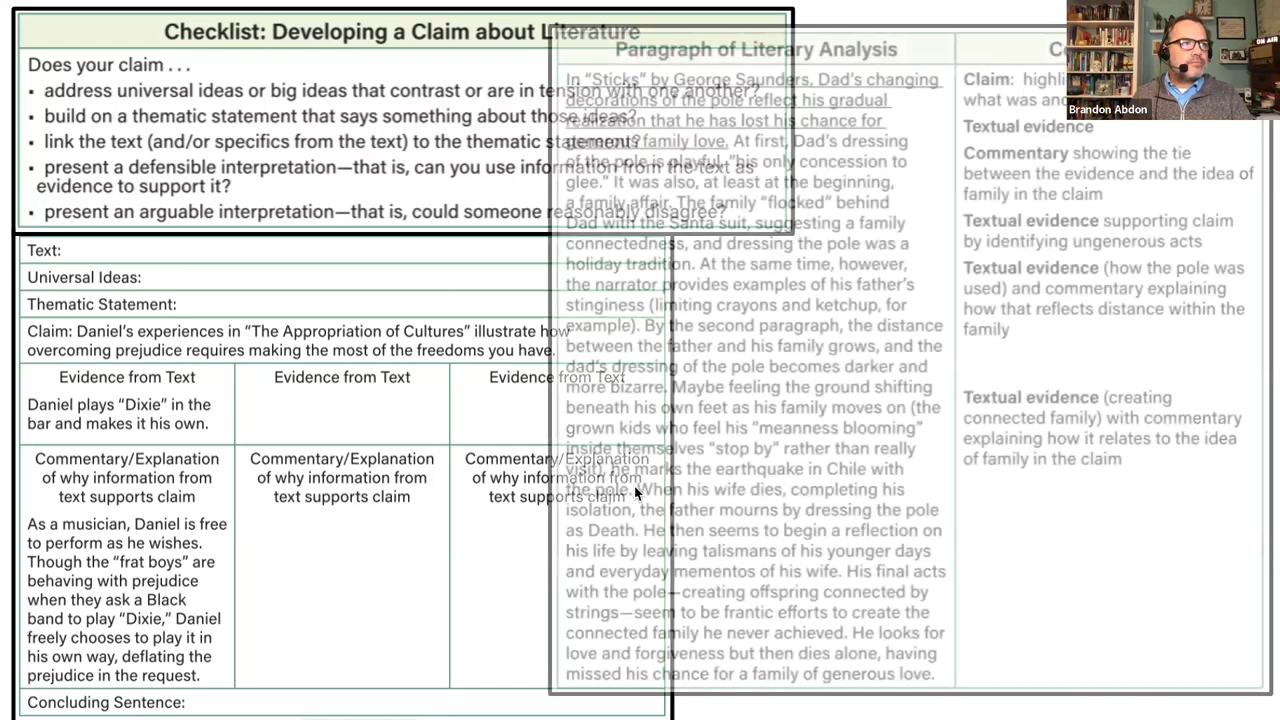 Checklist: Developing a Claim about Literature
Does your claim . . .
• address universal ideas or big ideas that contrast or are in tension with one another?
• build on a thematic statement that says something about those ideas?
• link the text (and/or specifics from the text) to the thematic statement?
• present a defensible interpretation—that is, can you use information from the text as
evidence to support it?
• present an arguable interpretation—that is, could someone reasonably disagree?
Text:
Universal Ideas:
Thematic Statement:
Claim: Daniel's experiences in "The Appropriation of Cultures" illustrate how
overcoming prejudice requires making the most of the freedoms you have.
Evidence from Text
Daniel plays "Dixie" in the
bar and makes it his own.
Evidence from Text
Evidence from Text
Commentary/Explanation
of why information from
text supports claim
As a musician, Daniel is free
to perform as he wishes.
Though the "frat boys" are
behaving with prejudice
when they ask a Black
band to play "Dixie," Daniel
freely chooses to play it in
his own way, deflating the
prejudice in the request.
Commentary/Explanation
of why information from
text supports claim
Commentary/Explanation
of why information from
text supports claim
Concluding Sentence:
Paragraph of Literary Analysis
In "Sticks" by George Saunders, Dad's changing
decorations of the pole reflect his gradual
realization that he has lost his chance for
generous family love. At first, Dad's dressing
of the pole is playful, "his only concession to
glee." It was also, at least at the beginning,
a family affair. The family "flocked" behind
Dad with the Santa suit, suggesting a family
connectedness, and dressing the pole was a
holiday tradition. At the same time, however,
the narrator provides examples of his father's
stinginess (limiting crayons and ketchup, for
example). By the second paragraph, the distance
between the father and his family grows, and the
dad's dressing of the pole becomes darker and
more bizarre. Maybe feeling the ground shifting
beneath his own feet as his family moves on (the
grown kids who feel his "meanness blooming"
inside themselves "stop by" rather than really
visit), he marks the earthquake in Chile with
the pole. When his wife dies, completing his
isolation, the father mourns by dressing the pole
as Death. He then seems to begin a reflection on
his life by leaving talismans of his younger days
and everyday mementos of his wife. His final acts
with the pole—creating offspring connected by
strings—seem to be frantic efforts to create the
connected family he never achieved. He looks for
love and forgiveness but then dies alone, having
missed his chance for a family of generous love.
Claim: highli
what was and
Textual evidence
Commentary showing the tie
between the evidence and the idea of
family in the claim
Textual evidence supporting claim
by identifying ungenerous acts
Textual evidence (how the pole was
used) and commentary explaining
how that reflects distance within the
family
Textual evidence (creating
connected family) with commentary
explaining how it relates to the idea
of family in the claim
ON AIR
Brandon Abdon